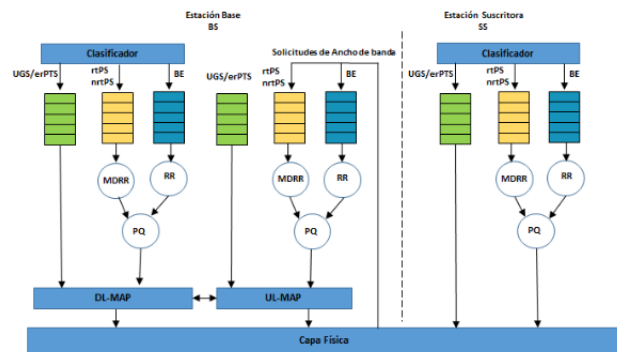 Estación Base
BS
Estación Suscritora
SS
Clasificador
Solicitudes de Ancho de banda
Clasificador
UGS/erPTS
rtPS
nrtPS
BE
UGS/erPTS
rtPS
nrtPS
BE
UGS/erPTS
rtPS
nrtPS
BE
MDRR
RR
MDRR
RR
MDRR
RR
PQ
PQ
PQ
DL-MAP
UL-MAP
Capa Física